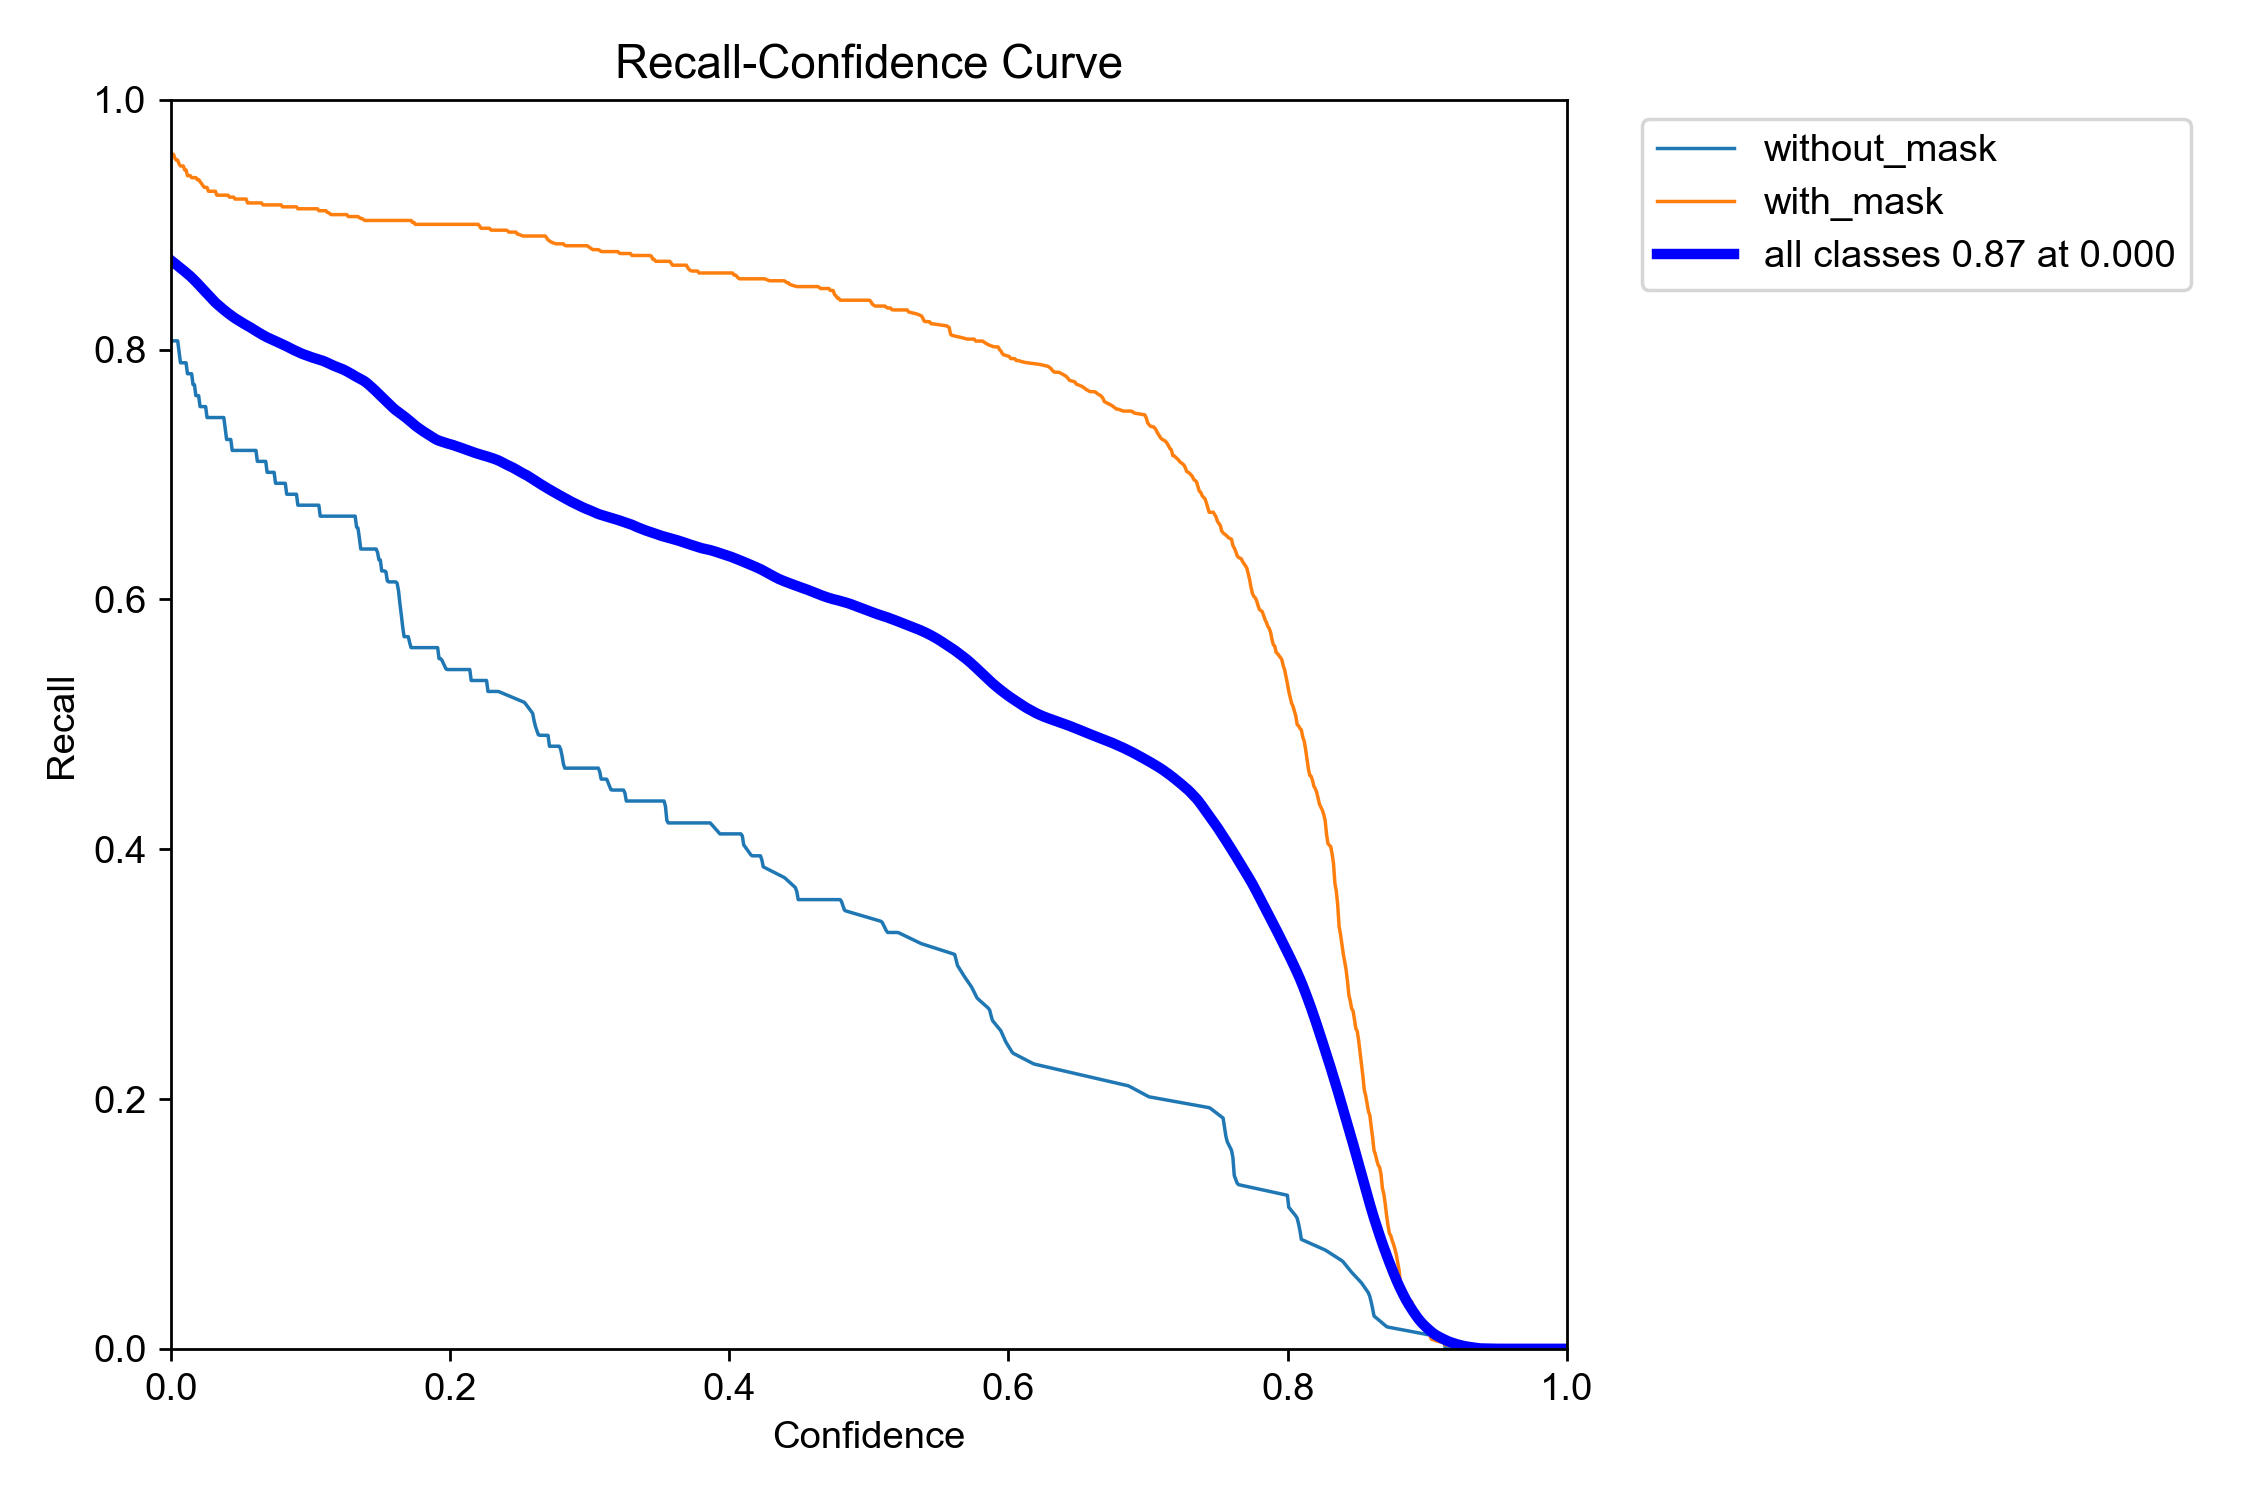 Recall-Confidence Curve
1.0
0.8
0.6
0.4
0.2
0.0
Recall
0.0 0.2 0.4 0.6 0.8 1.0
Confidence
without_mask
with_mask
all classes 0.87 at 0.000